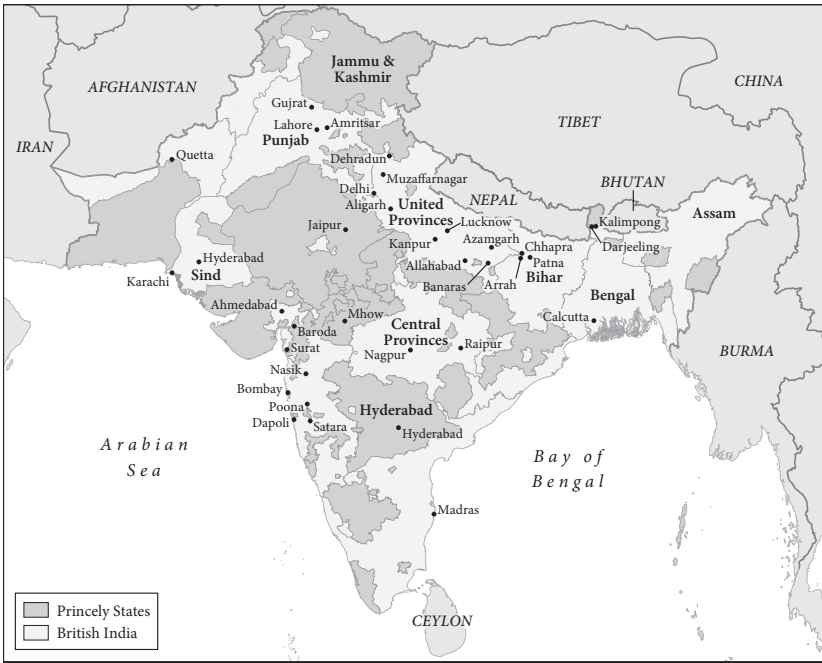 Jammu &
Kashmir
AFGHANISTAN
CHINA
Gujrat
TIBET
Lahore
Amritsar
Punjab
IRAN
Quetta
Dehradun
Muzaffarnagar
BHUTAN
Delhi
NEPAL
Aligarh
United
Provinces
Assam
Lucknow
Kalimpong
Jaipur
Kanpur
Azamgarh
Chhapra
Darjeeling
Hyderabad
Allahabad
Patna
Sind
Karachi
Banaras
Arrah
Bihar
Bengal
Ahmedabad
Mhow
Calcutta
Central
Provinces
Baroda
Surat
Raipur
Nagpur
BURMA
Nasik
Bombay
Poona
Hyderabad
Dapoli
Satara
Hyderabad
Arabian
Sea
Bay of
Bengal
Madras
Princely States
British India
CEYLON